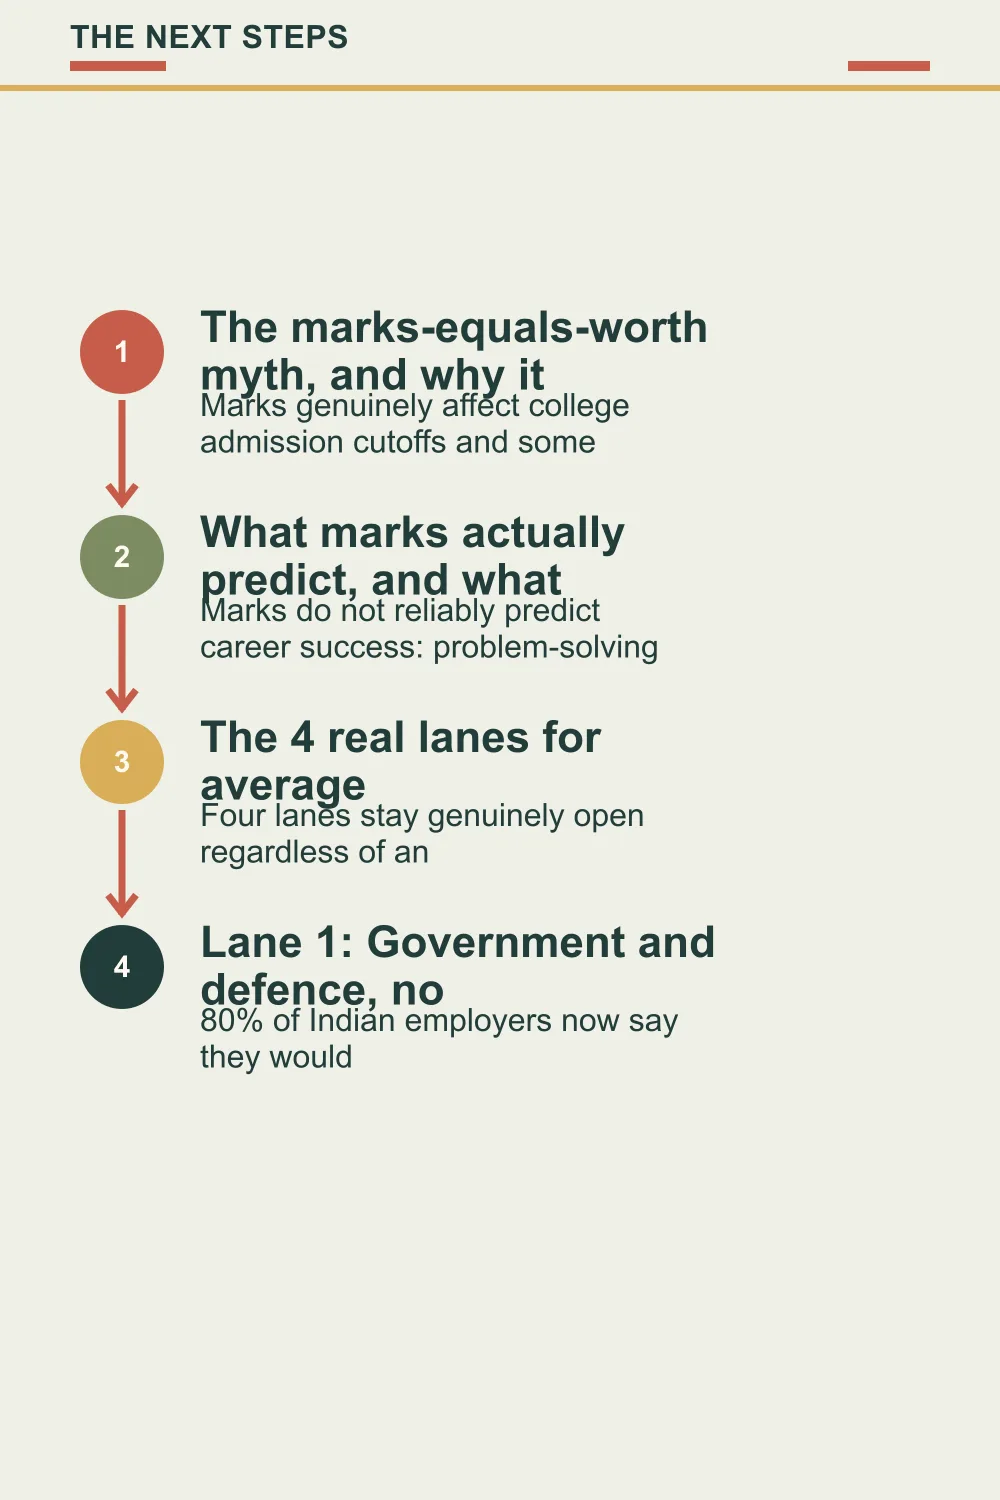 THE NEXT STEPS
1
The marks-equals-worth
myth, and why it
Marks genuinely affect college
admission cutoffs and some
2
What marks actually
predict, and what
Marks do not reliably predict
career success: problem-solving
3
The 4 real lanes for
average
Four lanes stay genuinely open
regardless of an
4
Lane 1: Government and
defence, no
80% of Indian employers now say
they would